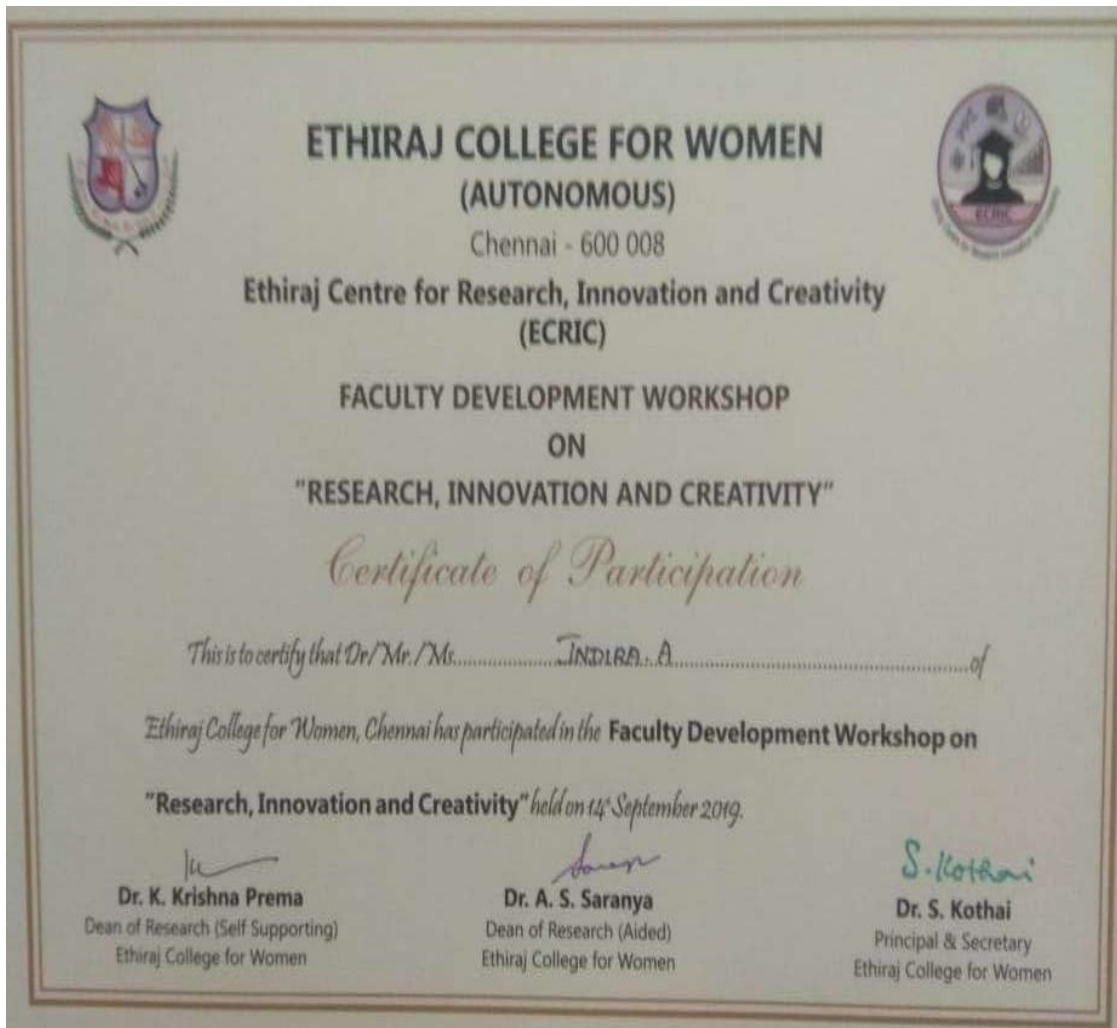 ETHIRAJ COLLEGE FOR WOMEN
(AUTONOMOUS)
Chennai - 600 008
Ethiraj Centre for Research, Innovation and Creativity
(ECRIC)
ECRIC
FACULTY DEVELOPMENT WORKSHOP
ON
"RESEARCH, INNOVATION AND CREATIVITY"
Certificate of Participation
This is to certify that Dr/Mr./Ms. INDIRA. A of
Ethiraj College for Women, Chennai has participated in the Faculty Development Workshop on
"Research, Innovation and Creativity" held on 14th September 2019.
S. Kothai
Dr. K. Krishna Prema
Dean of Research (Self Supporting)
Ethiraj College for Women
Dr. A. S. Saranya
Dean of Research (Aided)
Ethiraj College for Women
Dr. S. Kothai
Principal & Secretary
Ethiraj College for Women